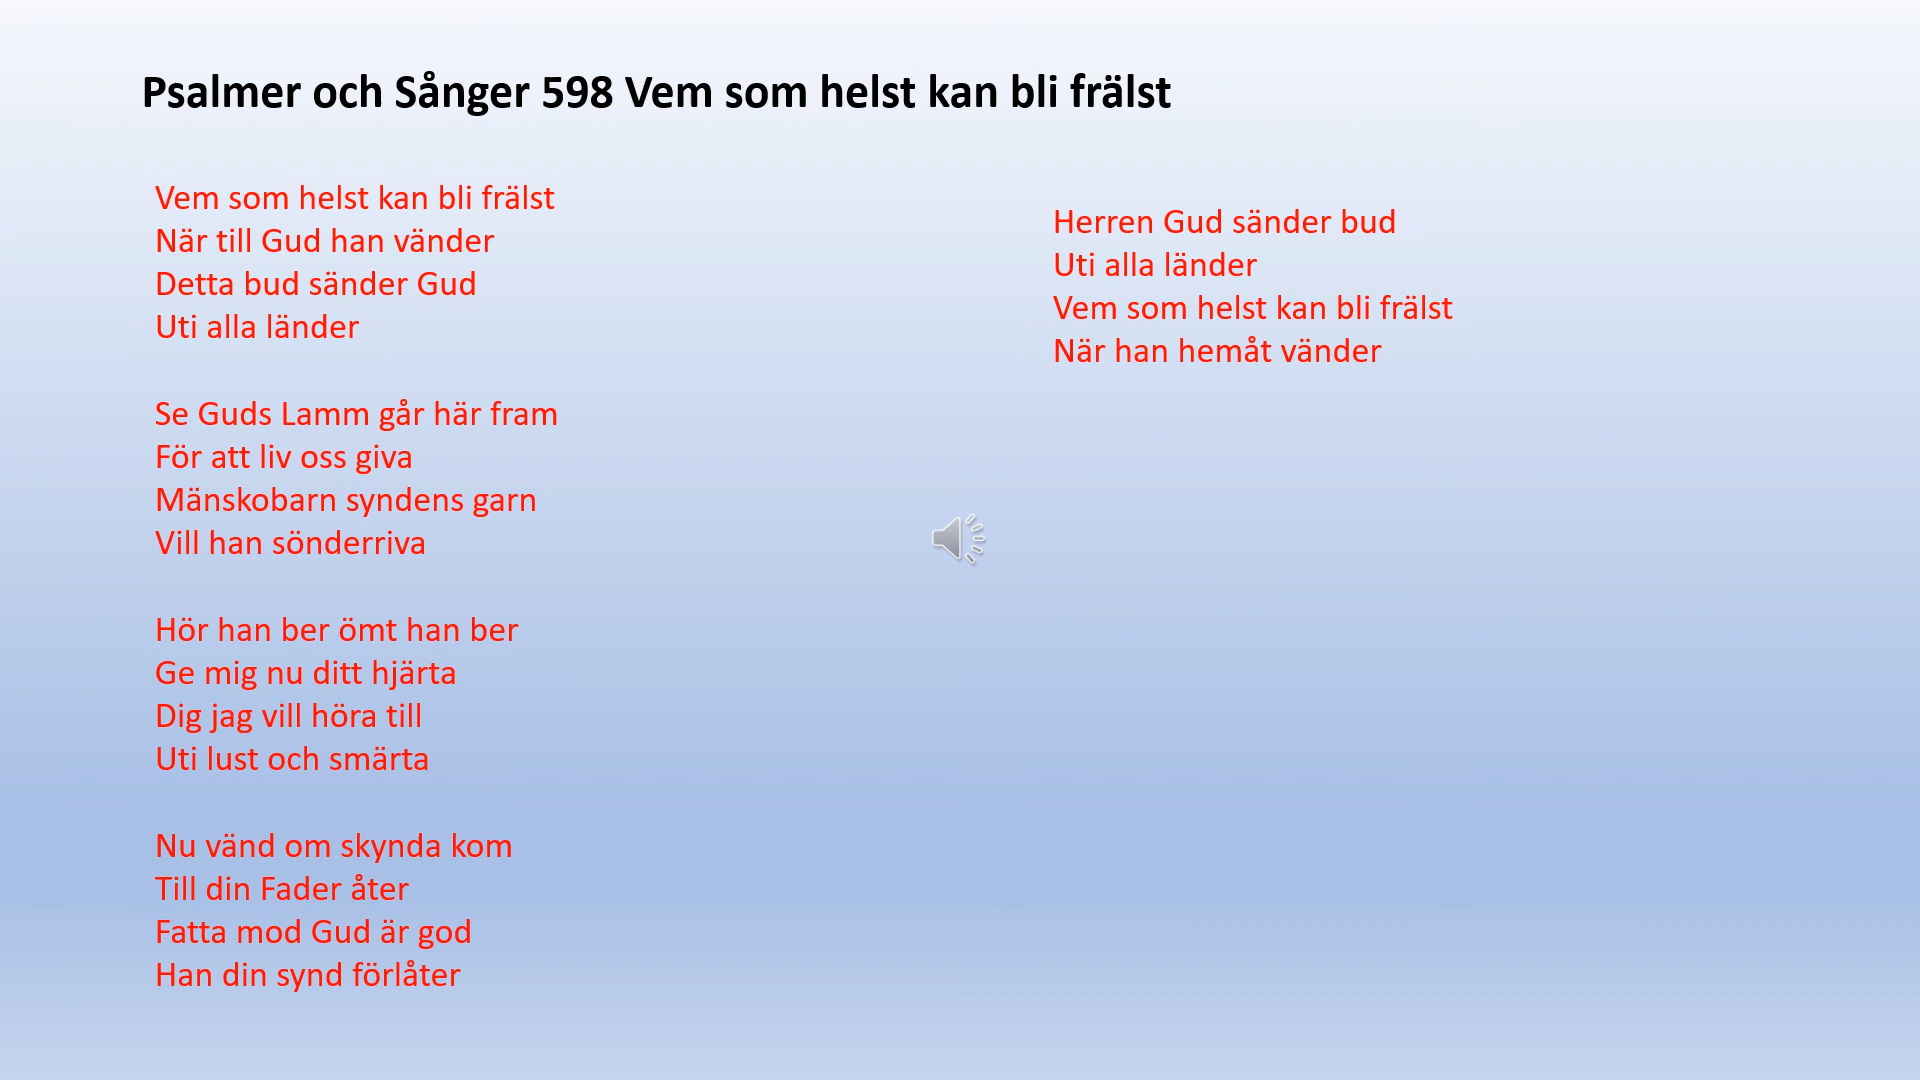 Psalmer och Sånger 598 Vem som helst kan bli frälst
Vem som helst kan bli frälst
När till Gud han vänder
Detta bud sänder Gud
Uti alla länder
Se Guds Lamm går här fram
För att liv oss giva
Mänskobarn syndens garn
Vill han sönderriva
Hör han ber ömt han ber
Ge mig nu ditt hjärta
Dig jag vill höra till
Uti lust och smärta
Nu vänd om skynda kom
Till din Fader åter
Fatta mod Gud är god
Han din synd förlåter
Herren Gud sänder bud
Uti alla länder
Vem som helst kan bli frälst
När han hemåt vänder